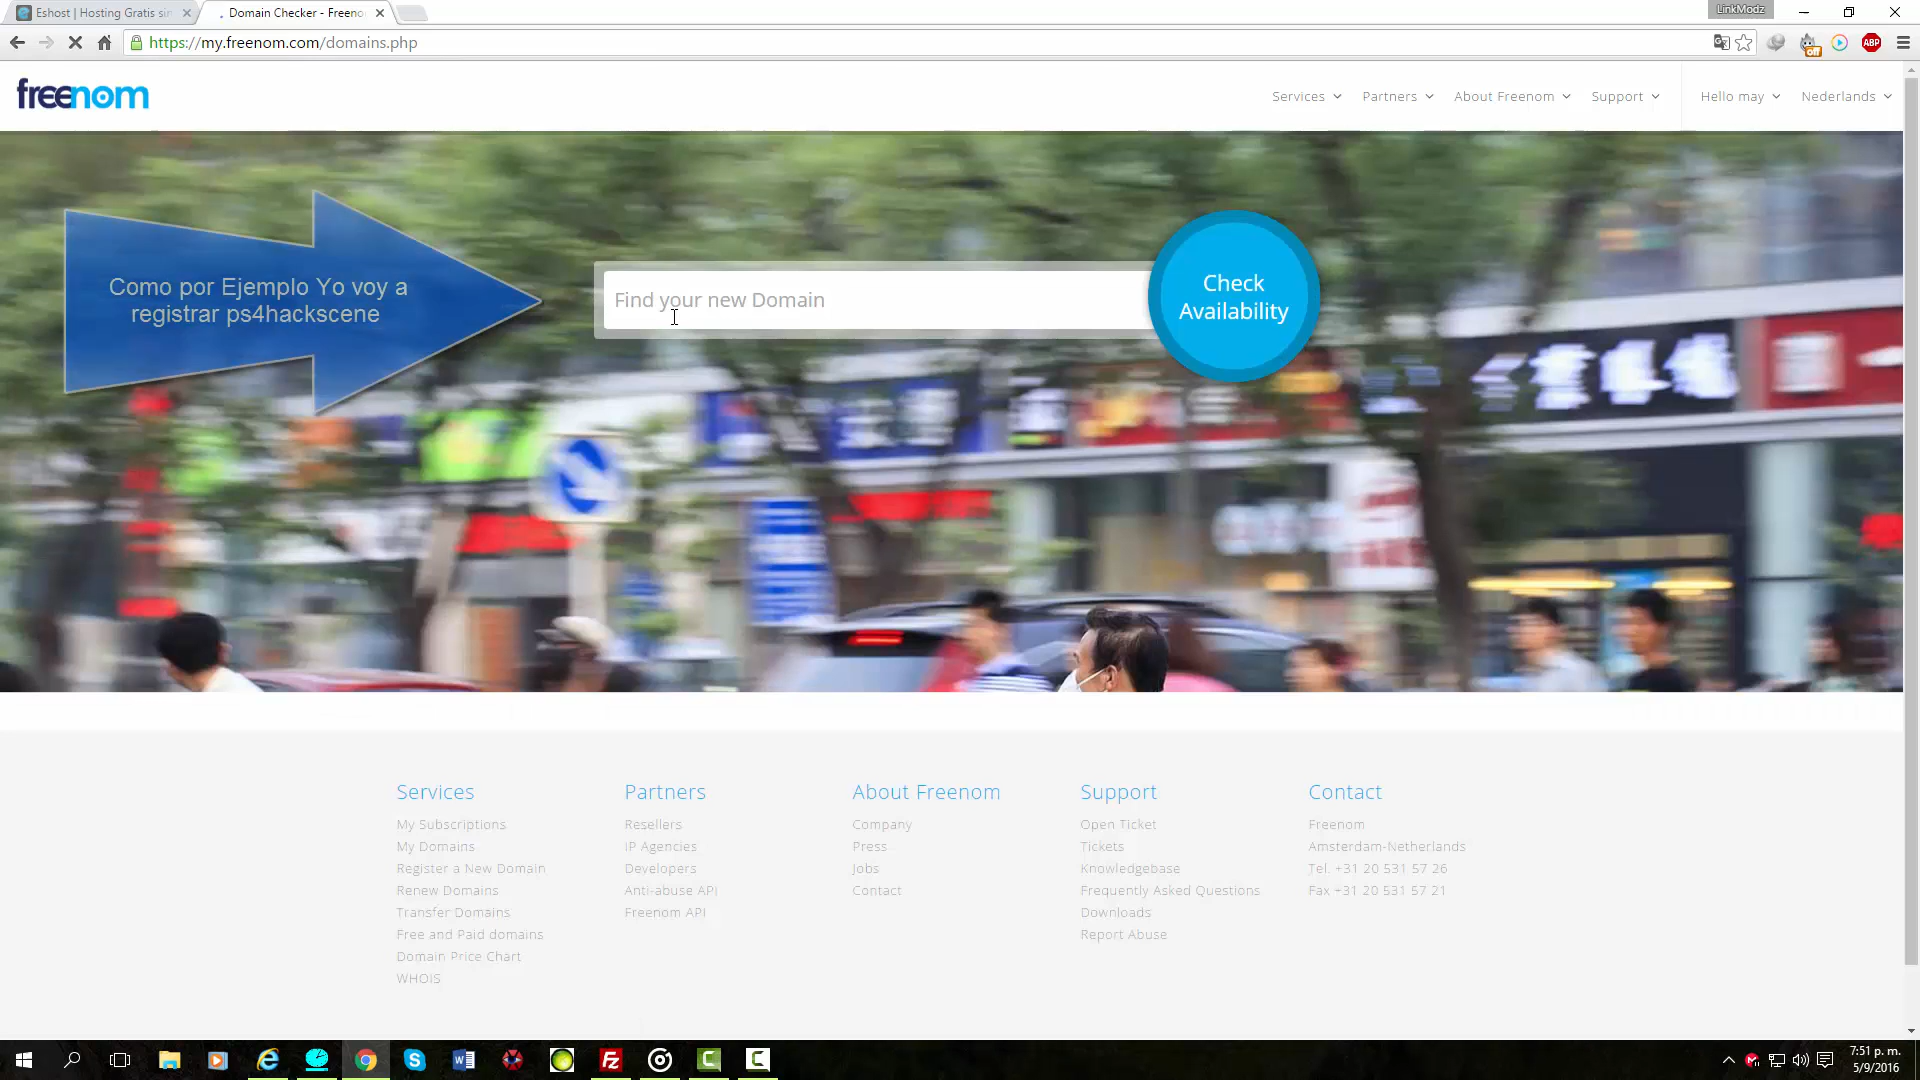 Eshost | Hosting Gratis sin
Domain Checker - Freeno
LinkModz
https://my.freenom.com/domains.php
off
ABP
freenom
Services
Partners
About Freenom
Support
Hello may
Nederlands
Como por Ejemplo Yo voy a
registrar ps4hackscene
Find your new Domain
Check
Availability
Services
My Subscriptions
My Domains
Register a New Domain
Renew Domains
Transfer Domains
Free and Paid domains
Domain Price Chart
WHOIS
Partners
Resellers
IP Agencies
Developers
Anti-abuse API
Freenom API
About Freenom
Company
Press
Jobs
Contact
Support
Open Ticket
Tickets
Knowledgebase
Frequently Asked Questions
Downloads
Report Abuse
Contact
Freenom
Amsterdam-Netherlands
Tel. +31 20 531 57 26
Fax +31 20 531 57 21
7:51 p. m.
5/9/2016